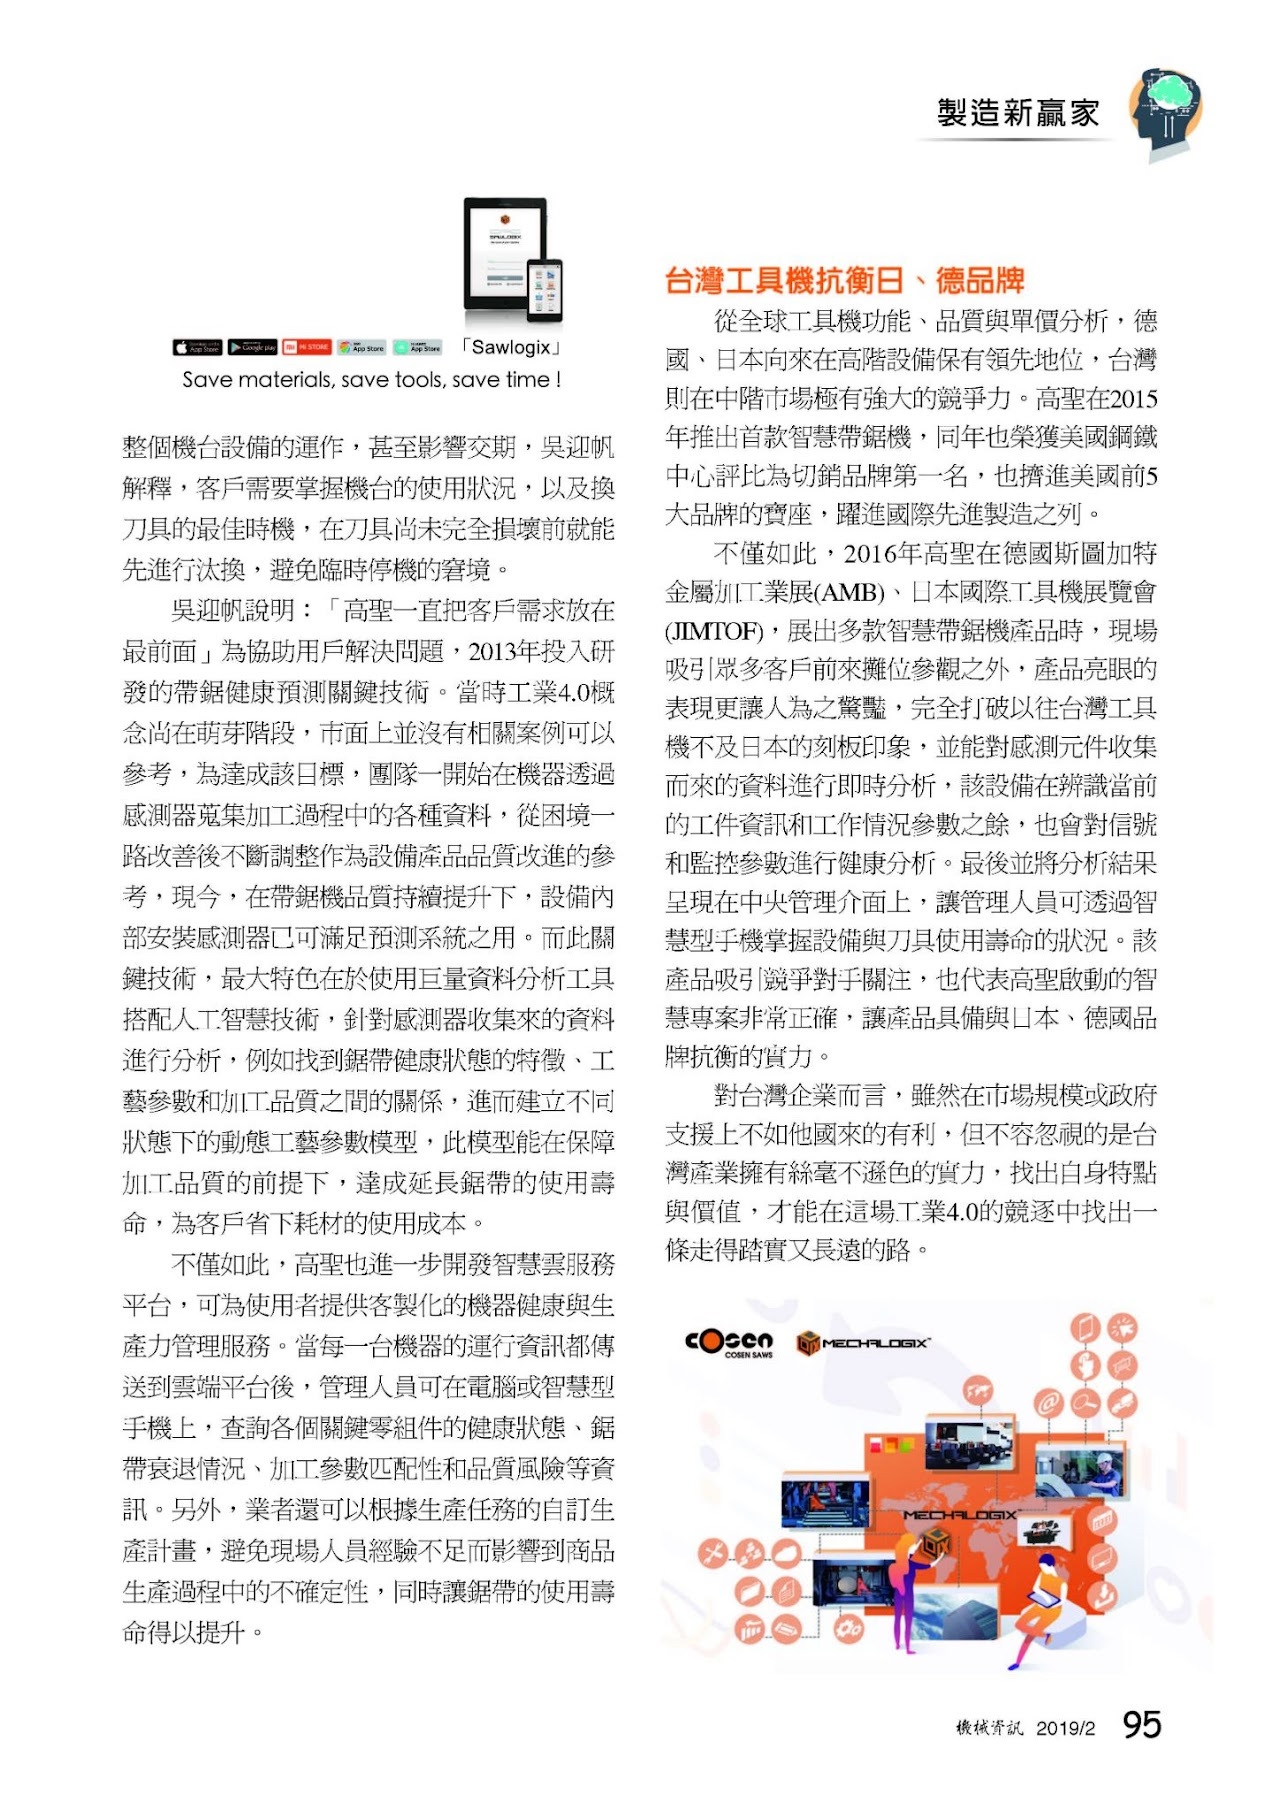 製造新贏家
SAWLOGIX
App Store
Google play
MI STORE
App Store
App Store
「Sawlogix」
Save materials, save tools, save time !
整個機台設備的運作，甚至影響交期，吳迎帆
解釋，客戶需要掌握機台的使用狀況，以及換
刀具的最佳時機，在刀具尚未完全損壞前就能
先進行汰換，避免臨時停機的窘境。
吳迎帆說明：「高聖一直把客戶需求放在
最前面」為協助用戶解決問題，2013年投入研
發的帶鋸健康預測關鍵技術。當時工業4.0概
念尚在萌芽階段，市面上並沒有相關案例可以
參考，為達成該目標，團隊一開始在機器透過
感測器蒐集加工過程中的各種資料，從困境一
路改善後不斷調整作為設備產品品質改進的參
考，現今，在帶鋸機品質持續提升下，設備內
部安裝感測器已可滿足預測系統之用。而此關
鍵技術，最大特色在於使用巨量資料分析工具
搭配人工智慧技術，針對感測器收集來的資料
進行分析，例如找到鋸帶健康狀態的特徵、工
藝參數和加工品質之間的關係，進而建立不同
狀態下的動態工藝參數模型，此模型能在保障
加工品質的前提下，達成延長鋸帶的使用壽
命，為客戶省下耗材的使用成本。
不僅如此，高聖也進一步開發智慧雲服務
平台，可為使用者提供客製化的機器健康與生
產力管理服務。當每一台機器的運行資訊都傳
送到雲端平台後，管理人員可在電腦或智慧型
手機上，查詢各個關鍵零組件的健康狀態、鋸
帶衰退情況、加工參數匹配性和品質風險等資
訊。另外，業者還可以根據生產任務的自訂生
產計畫，避免現場人員經驗不足而影響到商品
生產過程中的不確定性，同時讓鋸帶的使用壽
命得以提升。
台灣工具機抗衡日、德品牌
從全球工具機功能、品質與單價分析，德
國、日本向來在高階設備保有領先地位，台灣
則在中階市場極有強大的競爭力。高聖在2015
年推出首款智慧帶鋸機，同年也榮獲美國鋼鐵
中心評比為切銷品牌第一名，也擠進美國前5
大品牌的寶座，躍進國際先進製造之列。
不僅如此，2016年高聖在德國斯圖加特
金屬加工業展(AMB)、日本國際工具機展覽會
(JIMTOF)，展出多款智慧帶鋸機產品時，現場
吸引眾多客戶前來攤位參觀之外，產品亮眼的
表現更讓人為之驚豔，完全打破以往台灣工具
機不及日本的刻板印象，並能對感測元件收集
而來的資料進行即時分析，該設備在辨識當前
的工件資訊和工作情況參數之餘，也會對信號
和監控參數進行健康分析。最後並將分析結果
呈現在中央管理介面上，讓管理人員可透過智
慧型手機掌握設備與刀具使用壽命的狀況。該
產品吸引競爭對手關注，也代表高聖啟動的智
慧專案非常正確，讓產品具備與日本、德國品
牌抗衡的實力。
對台灣企業而言，雖然在市場規模或政府
支援上不如他國來的有利，但不容忽視的是台
灣產業擁有絲毫不遜色的實力，找出自身特點
與價值，才能在這場工業4.0的競逐中找出一
條走得踏實又長遠的路。
COSEN
COSEN SAWS
MECHALOGIX™
MECHALOGIX
機械資訊 2019/2 95